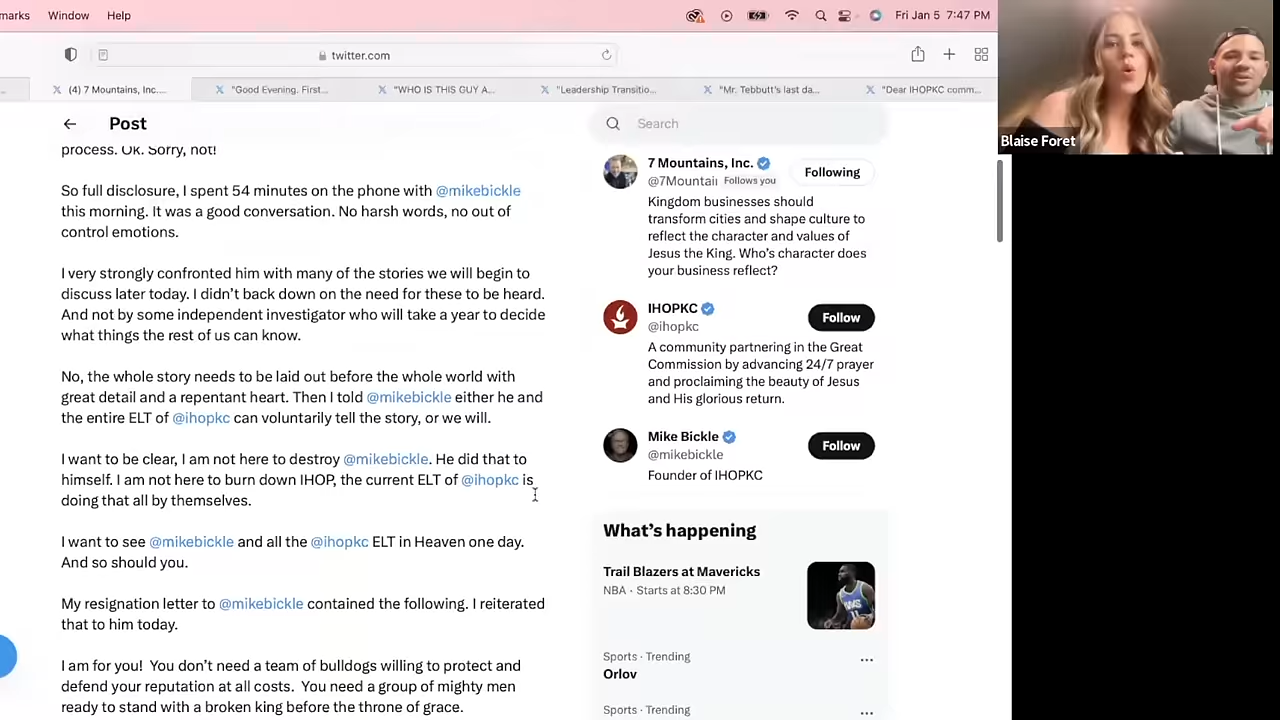 marks Window Help
Fri Jan 5 7:47 PM
twitter.com
(4) 7 Mountains, Inc....
"Good Evening. First...
"WHO IS THIS GUY A...
"Leadership Transitio...
"Mr. Tebbutt's last da...
"Dear IHOPKC comm...
Blaise Foret
Post
process. Ok. Sorry, not!
So full disclosure, I spent 54 minutes on the phone with @mikebickle
this morning. It was a good conversation. No harsh words, no out of
control emotions.
I very strongly confronted him with many of the stories we will begin to
discuss later today. I didn't back down on the need for these to be heard.
And not by some independent investigator who will take a year to decide
what things the rest of us can know.
No, the whole story needs to be laid out before the whole world with
great detail and a repentant heart. Then I told @mikebickle either he and
the entire ELT of @ihopkc can voluntarily tell the story, or we will.
I want to be clear, I am not here to destroy @mikebickle. He did that to
himself. I am not here to burn down IHOP, the current ELT of @ihopkc is
doing that all by themselves.
I want to see @mikebickle and all the @ihopkc ELT in Heaven one day.
And so should you.
My resignation letter to @mikebickle contained the following. I reiterated
that to him today.
I am for you! You don't need a team of bulldogs willing to protect and
defend your reputation at all costs. You need a group of mighty men
ready to stand with a broken king before the throne of grace.
Search
7 Mountains, Inc.
@7Mountai Follows you
Following
Kingdom businesses should
transform cities and shape culture to
reflect the character and values of
Jesus the King. Who's character does
your business reflect?
IHOPKC
@ihopkc
Follow
A community partnering in the Great
Commission by advancing 24/7 prayer
and proclaiming the beauty of Jesus
and His glorious return.
Mike Bickle
@mikebickle
Follow
Founder of IHOPKC
What's happening
Trail Blazers at Mavericks
NBA · Starts at 8:30 PM
Sports · Trending
Orlov
Sports · Trending